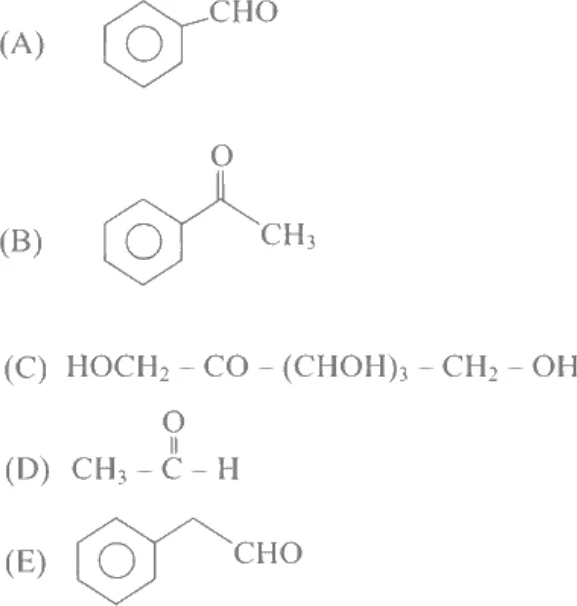 (A) CHO
O
(B) CH₃
(C) HOCH₂ – CO – (CHOH)₃ – CH₂ – OH
O
(D) CH₃ – C – H
(E) CHO